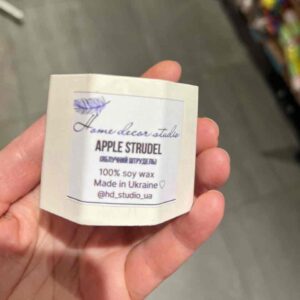 Home decor studio
APPLE STRUDEL
(ЯБЛУЧНИЙ ШТРУДЕЛЬ)
100% soy wax
Made in Ukraine ♡
@hd_studio_ua